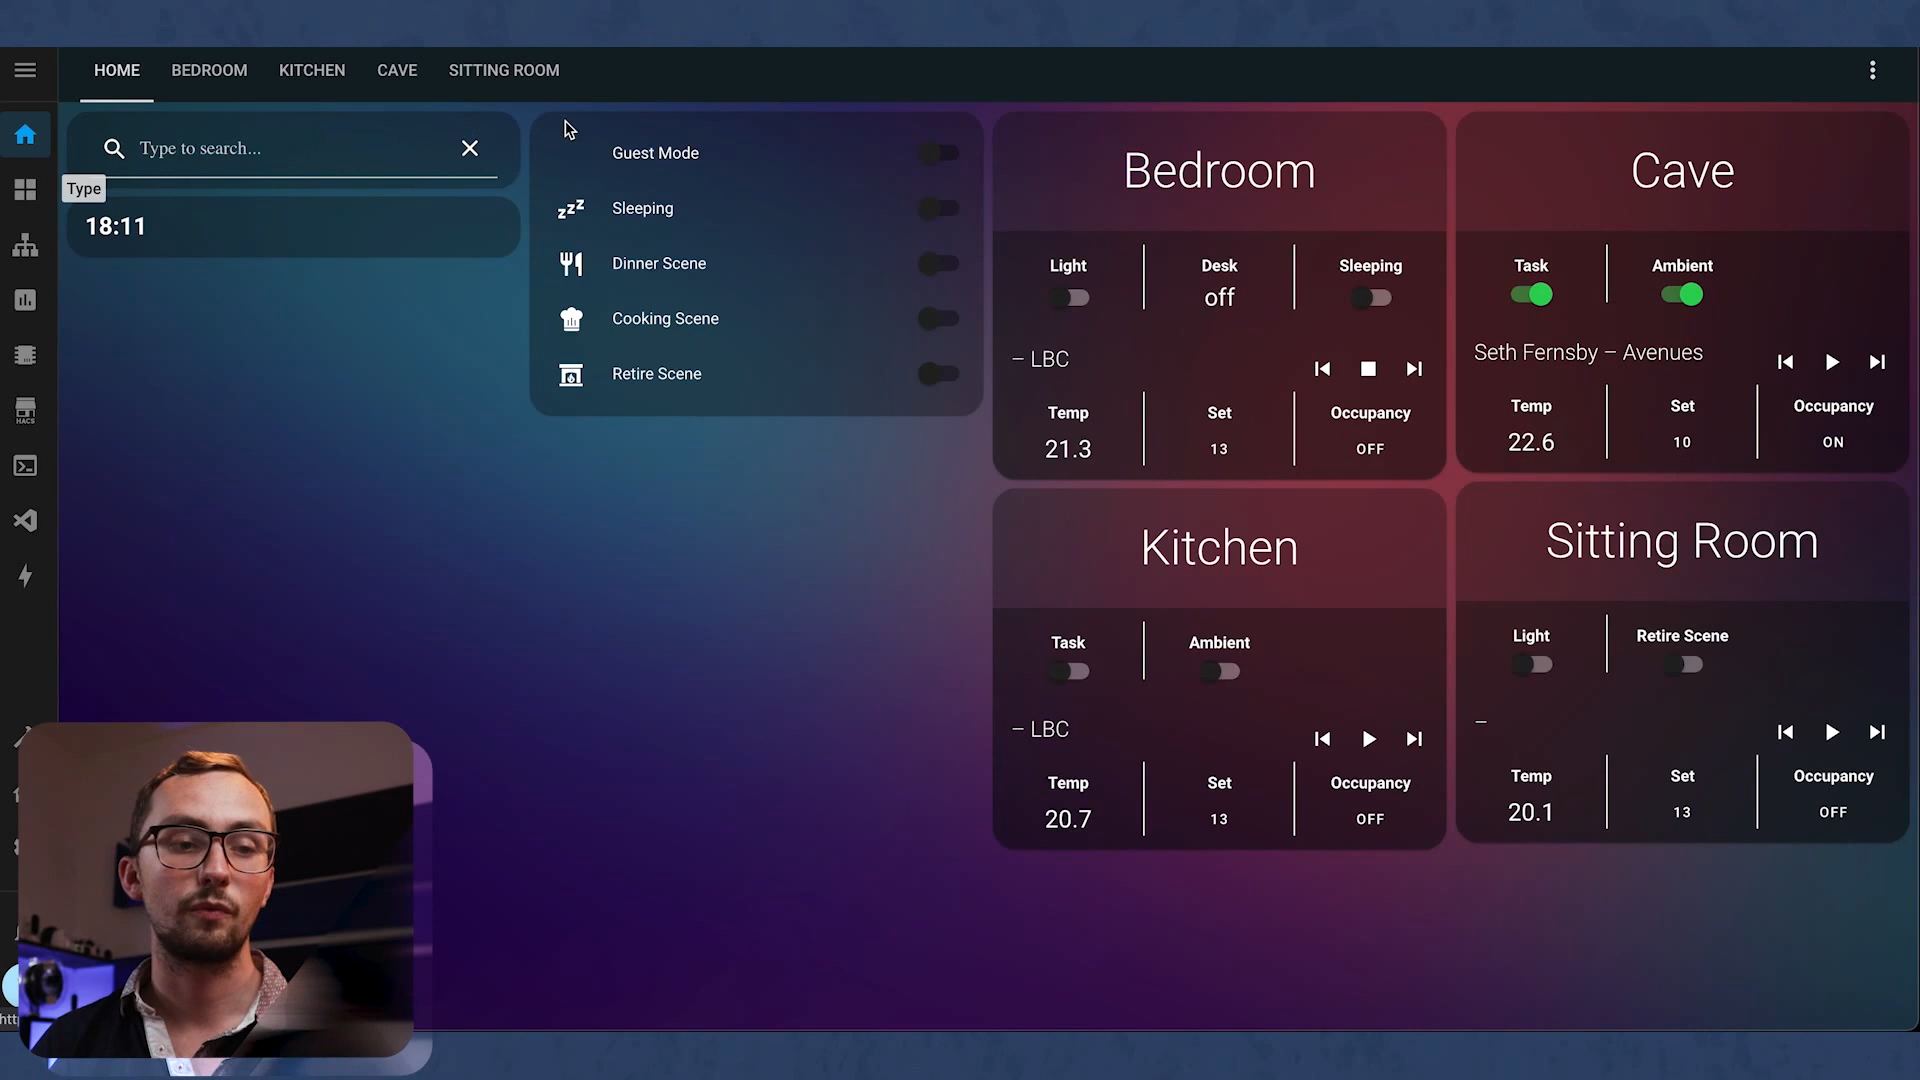 HOME BEDROOM KITCHEN CAVE SITTING ROOM
Type to search...
Type
18:11
HACS
Guest Mode
Sleeping
Dinner Scene
Cooking Scene
Retire Scene
Bedroom
Light Desk Sleeping
off
– LBC
Temp Set Occupancy
21.3 13 OFF
Cave
Task Ambient
Seth Fernsby – Avenues
Temp Set Occupancy
22.6 10 ON
Kitchen
Task Ambient
– LBC
Temp Set Occupancy
20.7 13 OFF
Sitting Room
Light Retire Scene
–
Temp Set Occupancy
20.1 13 OFF